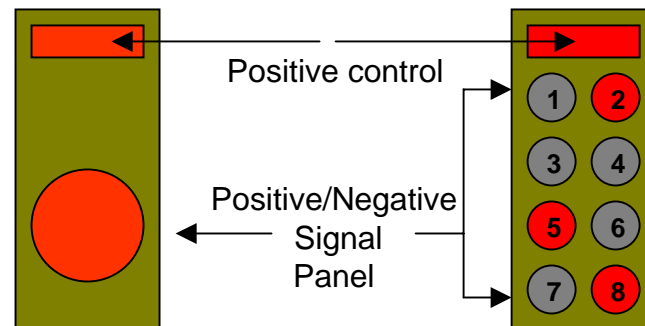 Positive control
1 2
3 4
Positive/Negative
Signal
Panel
5 6
7 8